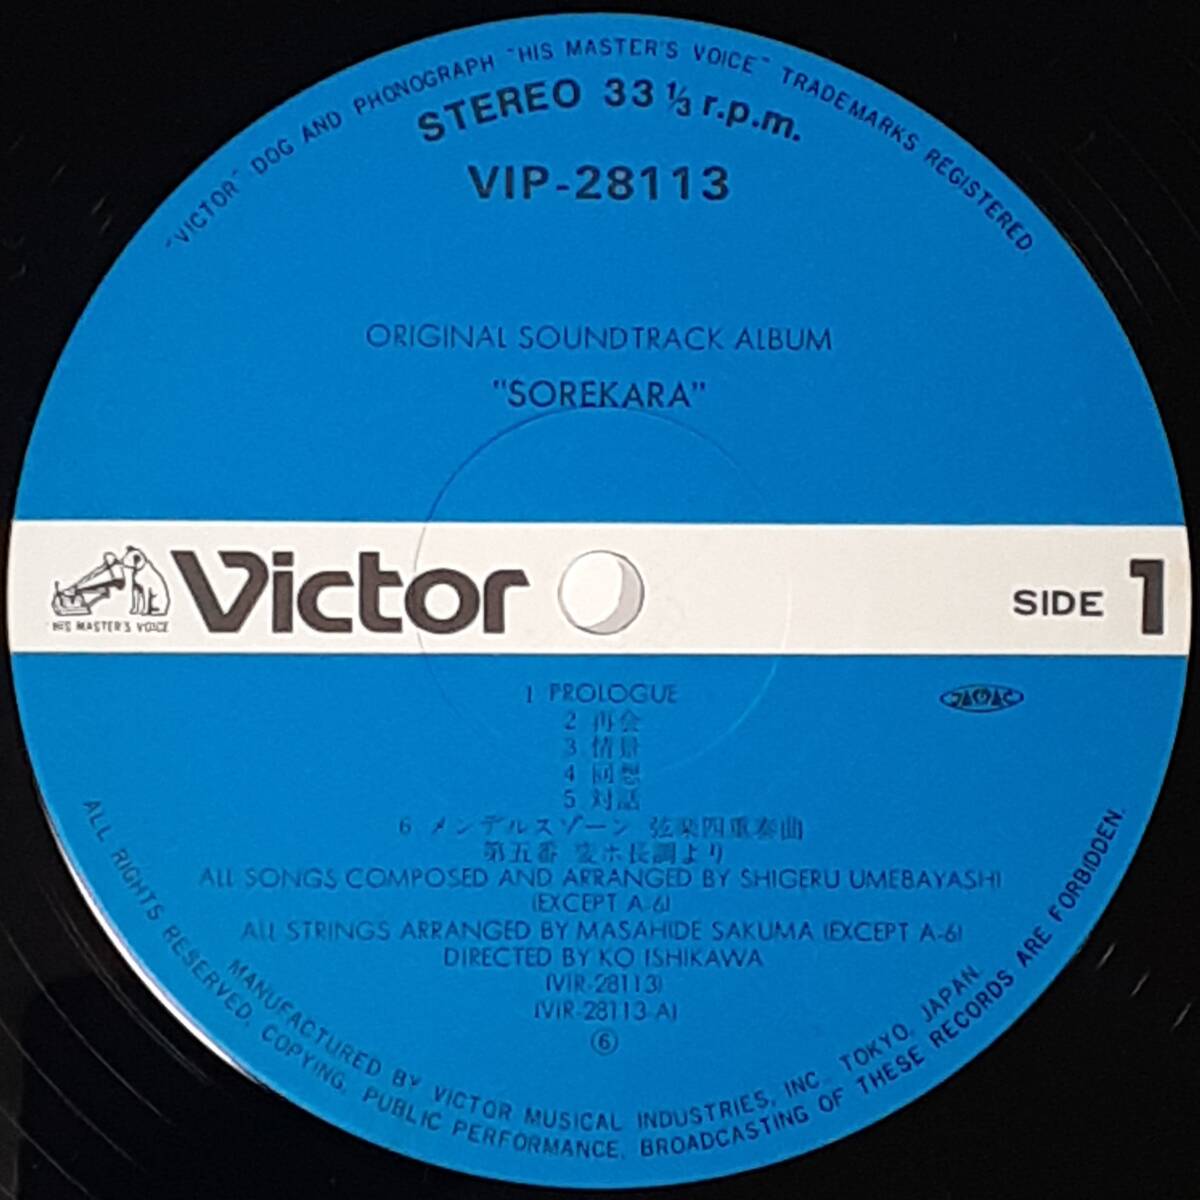 "VICTOR" DOG AND PHONOGRAPH "HIS MASTER'S VOICE" TRADEMARKS REGISTERED.
STEREO 33 1/3 r.p.m.
VIP-28113
ORIGINAL SOUNDTRACK ALBUM
"SOREKARA"
HIS MASTER'S VOICE
Victor
SIDE 1
1 PROLOGUE
JASRAC
2 再会
3 情景
4 回想
5 対話
6 メンデルスゾーン 弦楽四重奏曲
第五番 変ホ長調より
ALL SONGS COMPOSED AND ARRANGED BY SHIGERU UMEBAYASHI
(EXCEPT A-6)
ALL STRINGS ARRANGED BY MASAHIDE SAKUMA (EXCEPT A-6)
DIRECTED BY KO ISHIKAWA
(VIR-28113)
(VIR-28113-A)
⑥
MANUFACTURED BY VICTOR MUSICAL INDUSTRIES, INC. TOKYO, JAPAN.
ALL RIGHTS RESERVED. COPYING, PUBLIC PERFORMANCE, BROADCASTING OF THESE RECORDS ARE FORBIDDEN.